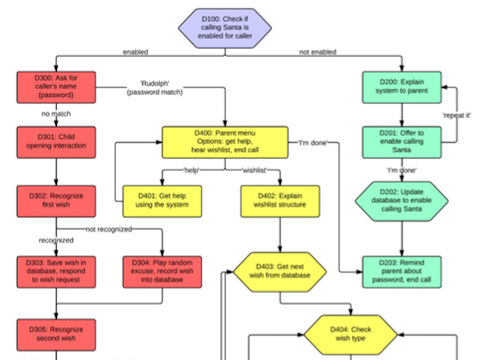 D100: Check if
calling Santa is
enabled for caller
enabled
not enabled
D300: Ask for
caller's name
(password)
'Rudolph'
(password match)
D200: Explain
system to parent
'repeat it'
no match
D301: Child
opening interaction
D400: Parent menu
Options: get help,
hear wishlist, end call
'I'm done'
D201: Offer to
enable calling
Santa
'I'm done'
'help'
'wishlist'
D302: Recognize
first wish
D401: Get help
using the system
D402: Explain
wishlist structure
D202: Update
database to enable
calling Santa
not recognized
recognized
D303: Save wish in
database, respond
to wish request
D304: Play random
excuse, record wish
into database
D403: Get next
wish from database
D203: Remind
parent about
password, end call
D305: Recognize
second wish
D404: Check
wish type